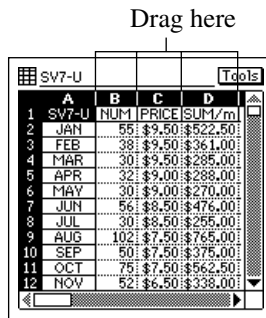 Drag here
SV7-U Tools
A B C D
1 SV7-U NUM PRICE SUM/m
2 JAN 55 $9.50 $522.50
3 FEB 38 $9.50 $361.00
4 MAR 30 $9.50 $285.00
5 APR 32 $9.00 $288.00
6 MAY 30 $9.00 $270.00
7 JUN 56 $8.50 $476.00
8 JUL 30 $8.50 $255.00
9 AUG 102 $7.50 $765.00
10 SEP 50 $7.50 $375.00
11 OCT 75 $7.50 $562.50
12 NOV 52 $6.50 $338.00